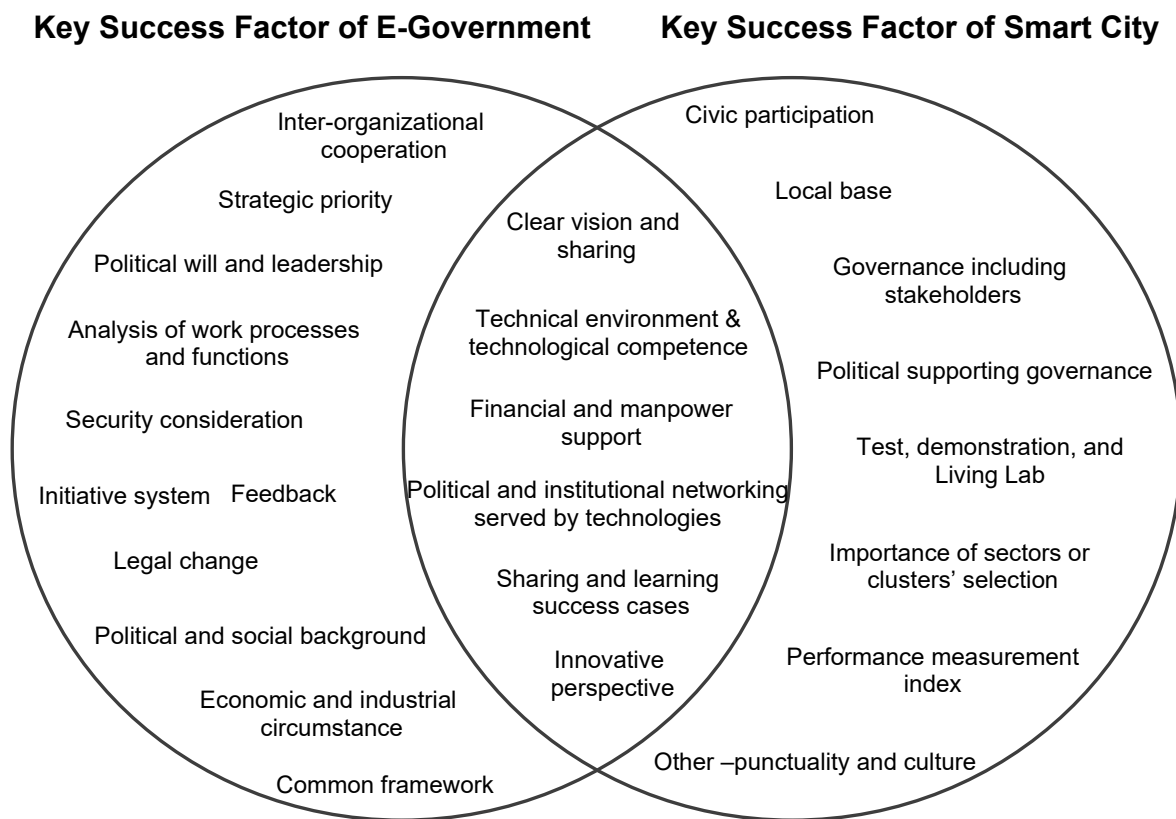 Key Success Factor of E-Government
Key Success Factor of Smart City
Inter-organizational
cooperation
Strategic priority
Political will and leadership
Analysis of work processes
and functions
Security consideration
Initiative system
Feedback
Legal change
Political and social background
Economic and industrial
circumstance
Common framework
Clear vision and
sharing
Technical environment &
technological competence
Financial and manpower
support
Political and institutional networking
served by technologies
Sharing and learning
success cases
Innovative
perspective
Civic participation
Local base
Governance including
stakeholders
Political supporting governance
Test, demonstration, and
Living Lab
Importance of sectors or
clusters’ selection
Performance measurement
index
Other –punctuality and culture